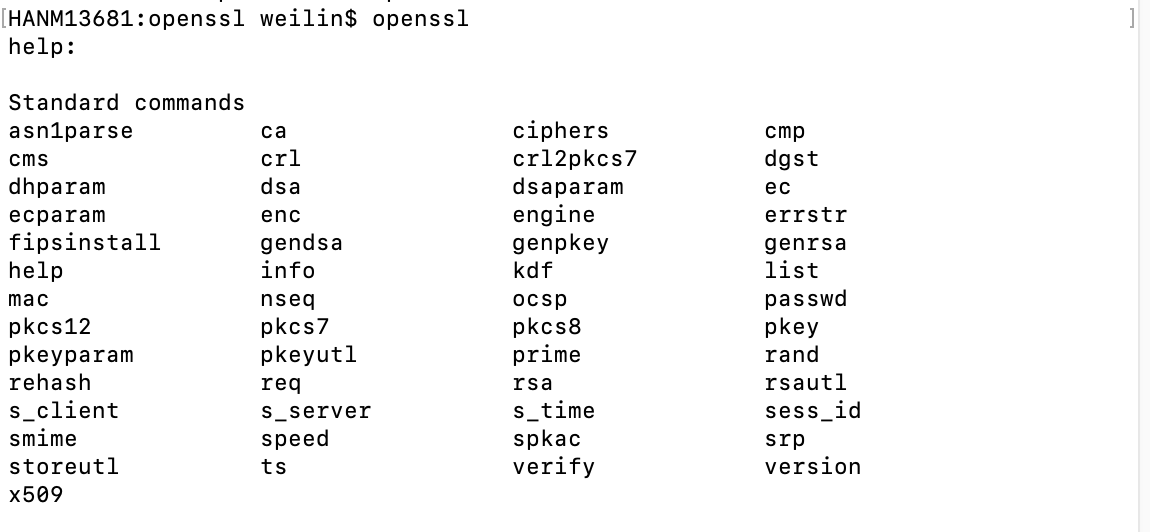 [HANM13681:openssl weilin$ openssl ]
help:
Standard commands
asn1parse ca ciphers cmp
cms crl crl2pkcs7 dgst
dhparam dsa dsaparam ec
ecparam enc engine errstr
fipsinstall gendsa genpkey genrsa
help info kdf list
mac nseq ocsp passwd
pkcs12 pkcs7 pkcs8 pkey
pkeyparam pkeyutl prime rand
rehash req rsa rsautl
s_client s_server s_time sess_id
smime speed spkac srp
storeutl ts verify version
x509